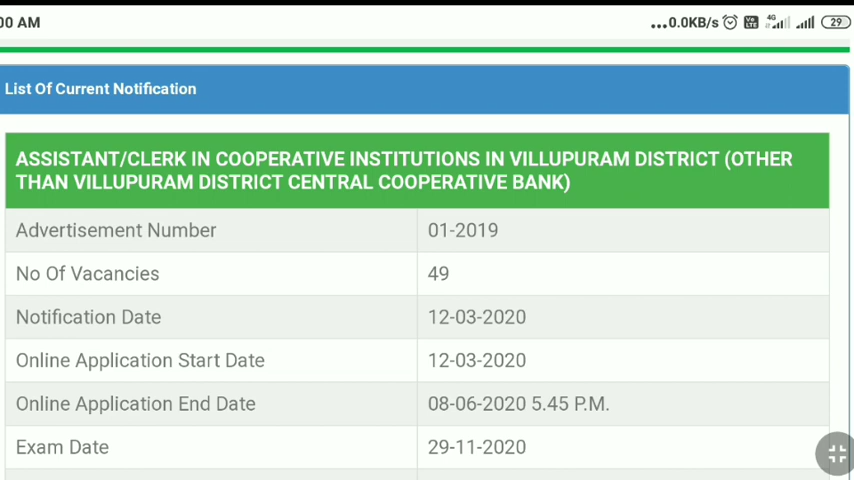 00 AM ...0.0KB/s Vo LTE 4G 29
List Of Current Notification
ASSISTANT/CLERK IN COOPERATIVE INSTITUTIONS IN VILLUPURAM DISTRICT (OTHER
THAN VILLUPURAM DISTRICT CENTRAL COOPERATIVE BANK)
Advertisement Number 01-2019
No Of Vacancies 49
Notification Date 12-03-2020
Online Application Start Date 12-03-2020
Online Application End Date 08-06-2020 5.45 P.M.
Exam Date 29-11-2020